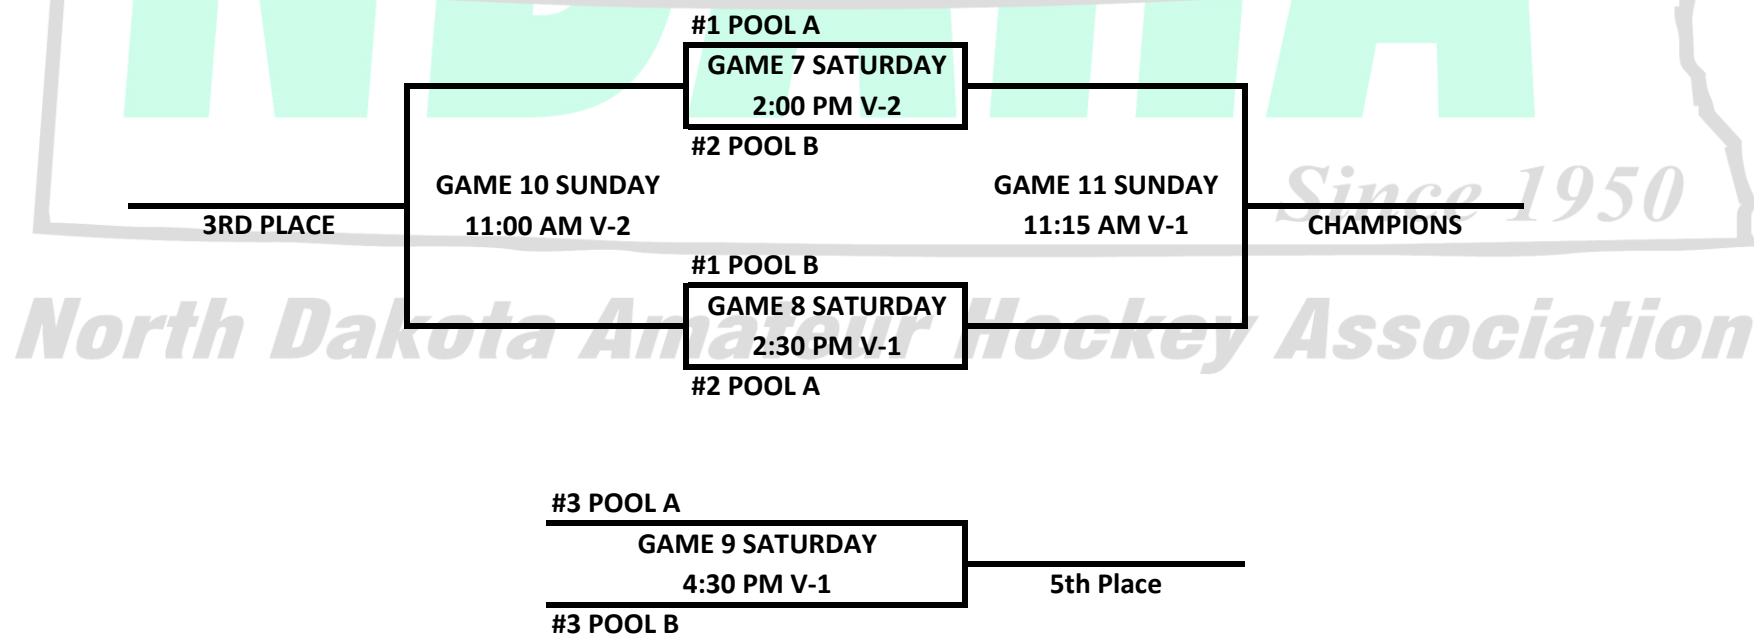 #1 POOL A
GAME 7 SATURDAY
2:00 PM V-2
#2 POOL B
GAME 10 SUNDAY
11:00 AM V-2
3RD PLACE
GAME 11 SUNDAY
11:15 AM V-1
CHAMPIONS
Since 1950
#1 POOL B
GAME 8 SATURDAY
2:30 PM V-1
#2 POOL A
North Dakota Amateur Hockey Association
#3 POOL A
GAME 9 SATURDAY
4:30 PM V-1
#3 POOL B
5th Place